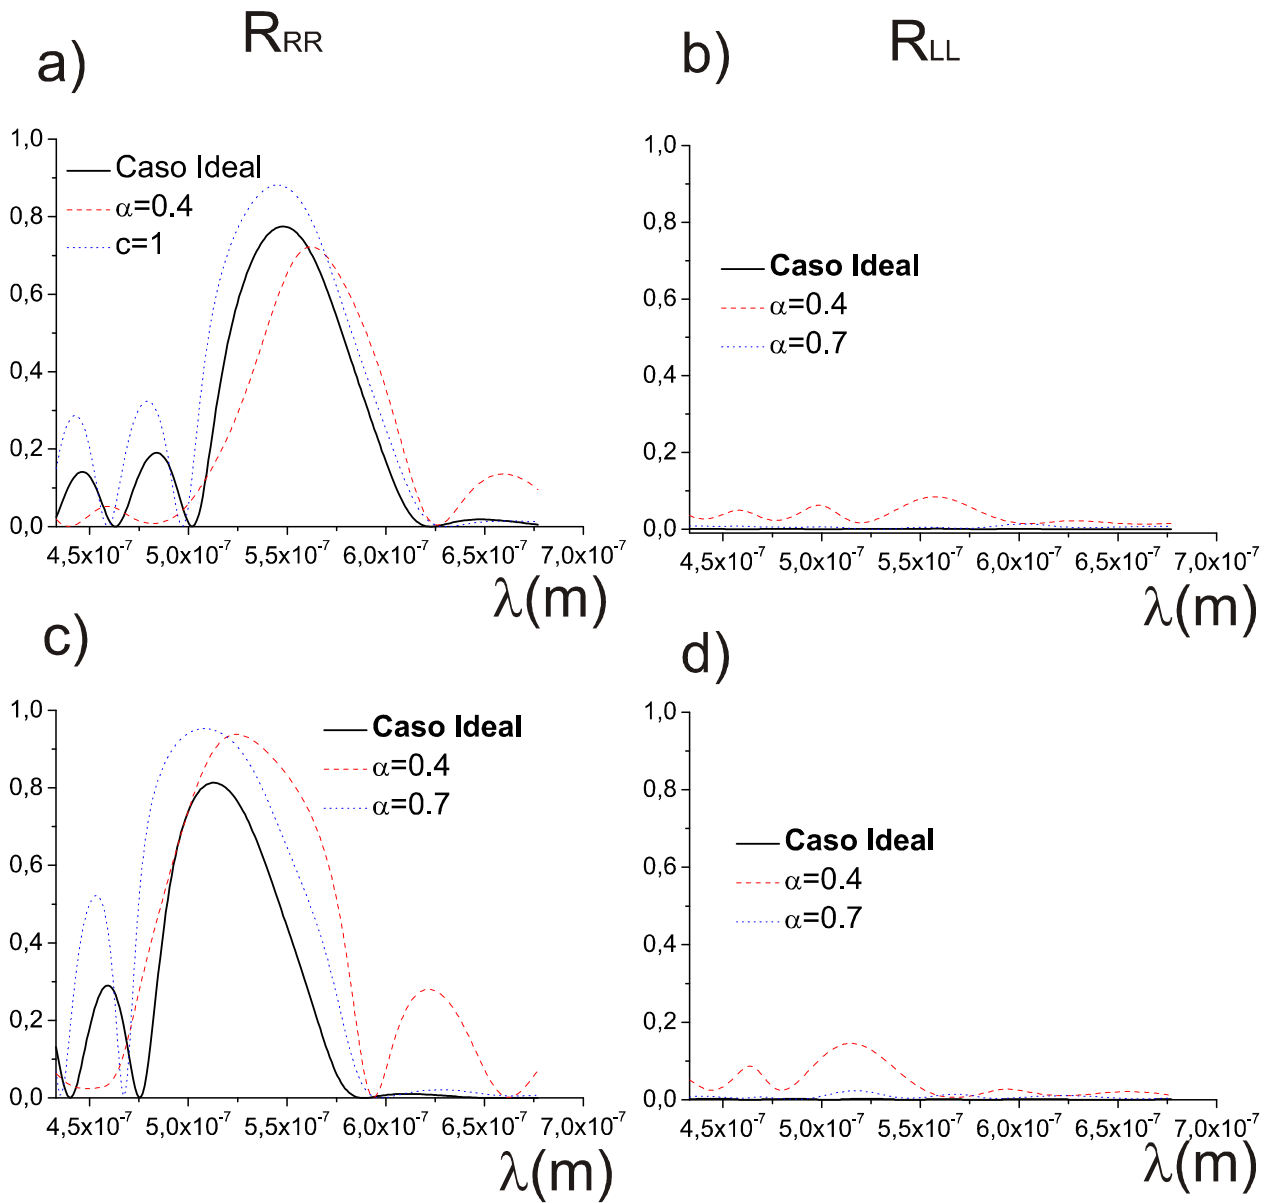 a)
R_RR
1,0
Caso Ideal
α=0.4
c=1
0,8
0,6
0,4
0,2
0,0
4,5x10⁻⁷ 5,0x10⁻⁷ 5,5x10⁻⁷ 6,0x10⁻⁷ 6,5x10⁻⁷ 7,0x10⁻⁷
λ(m)
b)
R_LL
1,0
0,8
0,6
0,4
0,2
0,0
Caso Ideal
α=0.4
α=0.7
4,5x10⁻⁷ 5,0x10⁻⁷ 5,5x10⁻⁷ 6,0x10⁻⁷ 6,5x10⁻⁷ 7,0x10⁻⁷
λ(m)
c)
1,0
0,8
0,6
0,4
0,2
0,0
Caso Ideal
α=0.4
α=0.7
4,5x10⁻⁷ 5,0x10⁻⁷ 5,5x10⁻⁷ 6,0x10⁻⁷ 6,5x10⁻⁷ 7,0x10⁻⁷
λ(m)
d)
1,0
0,8
0,6
0,4
0,2
0,0
Caso Ideal
α=0.4
α=0.7
4,5x10⁻⁷ 5,0x10⁻⁷ 5,5x10⁻⁷ 6,0x10⁻⁷ 6,5x10⁻⁷ 7,0x10⁻⁷
λ(m)